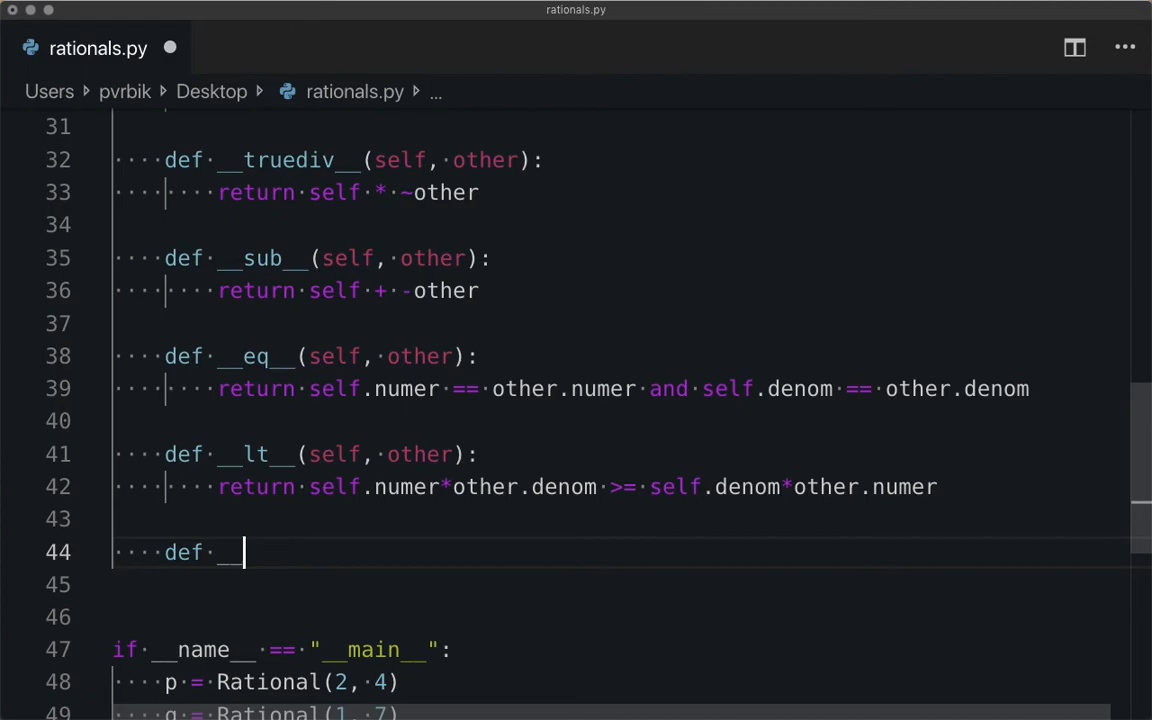 rationals.py
rationals.py
Users pvrbik Desktop rationals.py ...
31
32 def __truediv__(self, other):
33 return self * ~other
34
35 def __sub__(self, other):
36 return self + -other
37
38 def __eq__(self, other):
39 return self.numer == other.numer and self.denom == other.denom
40
41 def __lt__(self, other):
42 return self.numer*other.denom >= self.denom*other.numer
43
44 def __
45
46
47 if __name__ == "__main__":
48 p = Rational(2, 4)
49 q = Rational(1, 7)